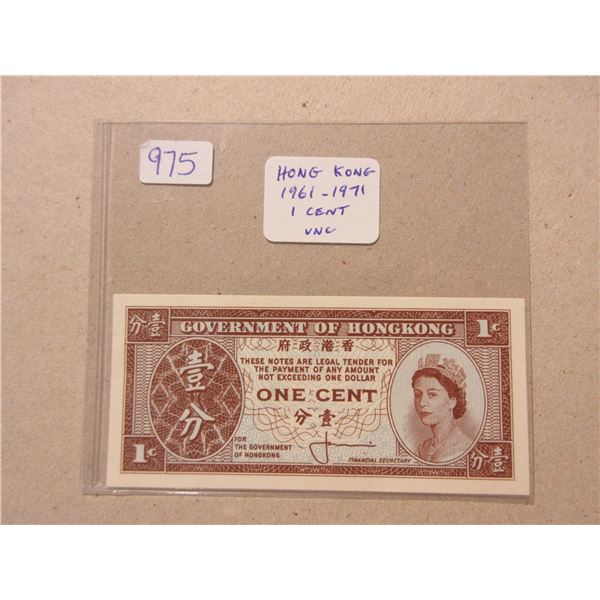 975
HONG KONG
1961-1971
1 CENT
UNC
分壹
GOVERNMENT OF HONGKONG
1c
府政港香
THESE NOTES ARE LEGAL TENDER FOR
THE PAYMENT OF ANY AMOUNT
NOT EXCEEDING ONE DOLLAR
壹
分
ONE CENT
分壹
FOR
THE GOVERNMENT
OF HONGKONG
FINANCIAL SECRETARY
1c
分壹